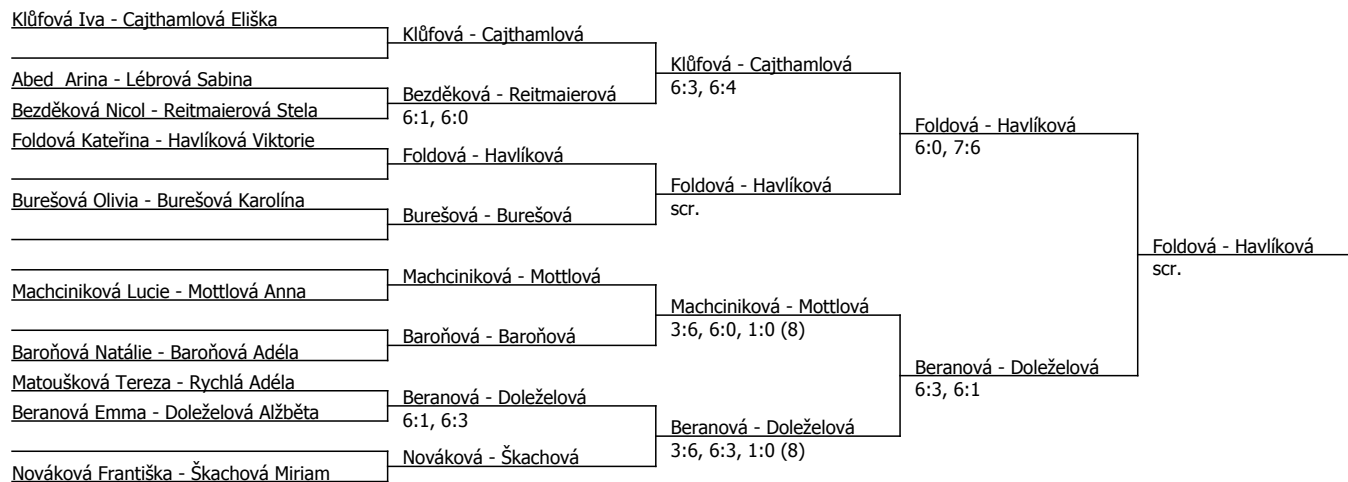 Klůfová Iva - Cajthamlová Eliška
Abed  Arina - Lébrová Sabina
Bezděková Nicol - Reitmaierová Stela
Foldová Kateřina - Havlíková Viktorie
Burešová Olivia - Burešová Karolína
Machciniková Lucie - Mottlová Anna
Baroňová Natálie - Baroňová Adéla
Matoušková Tereza - Rychlá Adéla
Beranová Emma - Doleželová Alžběta
Nováková Františka - Škachová Miriam
Klůfová - Cajthamlová
Bezděková - Reitmaierová
6:1, 6:0
Foldová - Havlíková
Burešová - Burešová
Machciniková - Mottlová
Baroňová - Baroňová
Beranová - Doleželová
6:1, 6:3
Nováková - Škachová
Klůfová - Cajthamlová
6:3, 6:4
Foldová - Havlíková
scr.
Machciniková - Mottlová
3:6, 6:0, 1:0 (8)
Beranová - Doleželová
3:6, 6:3, 1:0 (8)
Foldová - Havlíková
6:0, 7:6
Beranová - Doleželová
6:3, 6:1
Foldová - Havlíková
scr.